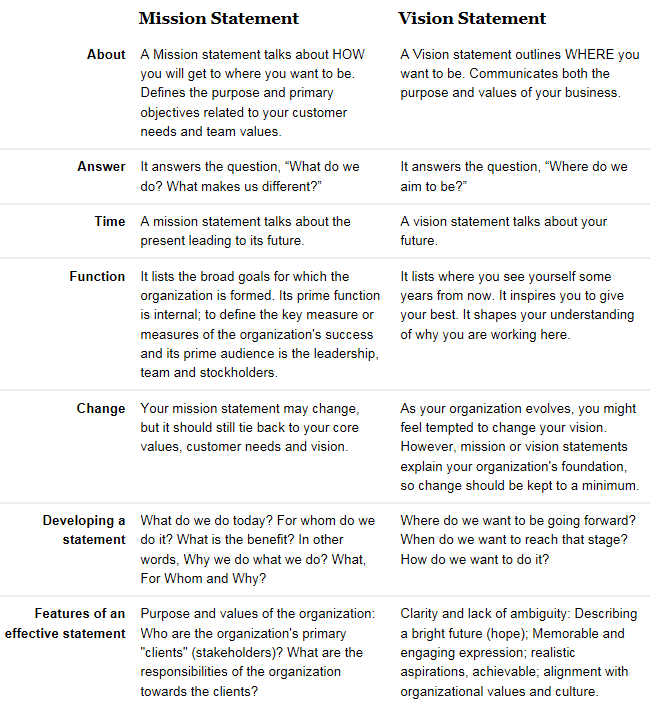 Mission Statement Vision Statement
About
A Mission statement talks about HOW
you will get to where you want to be.
Defines the purpose and primary
objectives related to your customer
needs and team values.
A Vision statement outlines WHERE you
want to be. Communicates both the
purpose and values of your business.
Answer
It answers the question, “What do we
do? What makes us different?”
It answers the question, “Where do we
aim to be?”
Time
A mission statement talks about the
present leading to its future.
A vision statement talks about your
future.
Function
It lists the broad goals for which the
organization is formed. Its prime function
is internal; to define the key measure or
measures of the organization's success
and its prime audience is the leadership,
team and stockholders.
It lists where you see yourself some
years from now. It inspires you to give
your best. It shapes your understanding
of why you are working here.
Change
Your mission statement may change,
but it should still tie back to your core
values, customer needs and vision.
As your organization evolves, you might
feel tempted to change your vision.
However, mission or vision statements
explain your organization's foundation,
so change should be kept to a minimum.
Developing a
statement
What do we do today? For whom do we
do it? What is the benefit? In other
words, Why we do what we do? What,
For Whom and Why?
Where do we want to be going forward?
When do we want to reach that stage?
How do we want to do it?
Features of an
effective statement
Purpose and values of the organization:
Who are the organization's primary
"clients" (stakeholders)? What are the
responsibilities of the organization
towards the clients?
Clarity and lack of ambiguity: Describing
a bright future (hope); Memorable and
engaging expression; realistic
aspirations, achievable; alignment with
organizational values and culture.